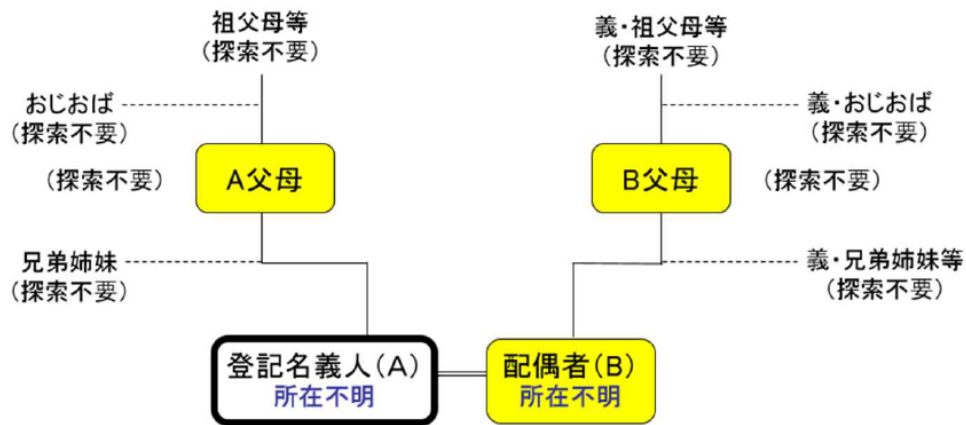 祖父母等
(探索不要)
義・祖父母等
(探索不要)
おじおば
(探索不要)
義・おじおば
(探索不要)
(探索不要)
A父母
B父母
(探索不要)
兄弟姉妹
(探索不要)
義・兄弟姉妹等
(探索不要)
登記名義人(A)
所在不明
配偶者(B)
所在不明